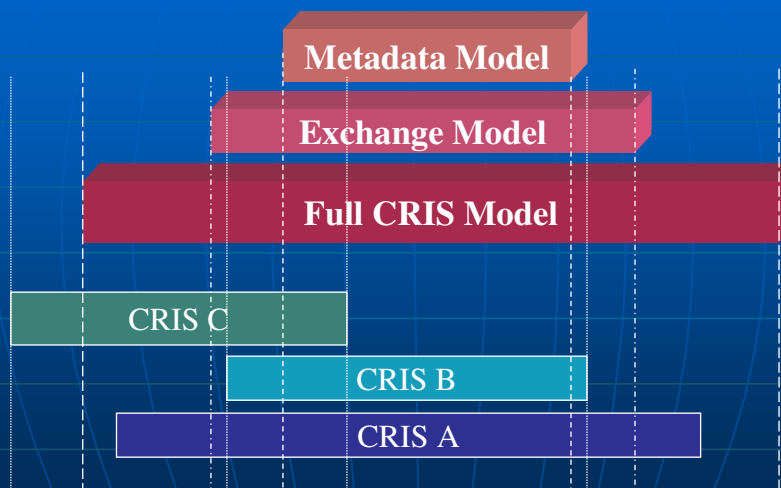 Metadata Model
Exchange Model
Full CRIS Model
CRIS C
CRIS B
CRIS A